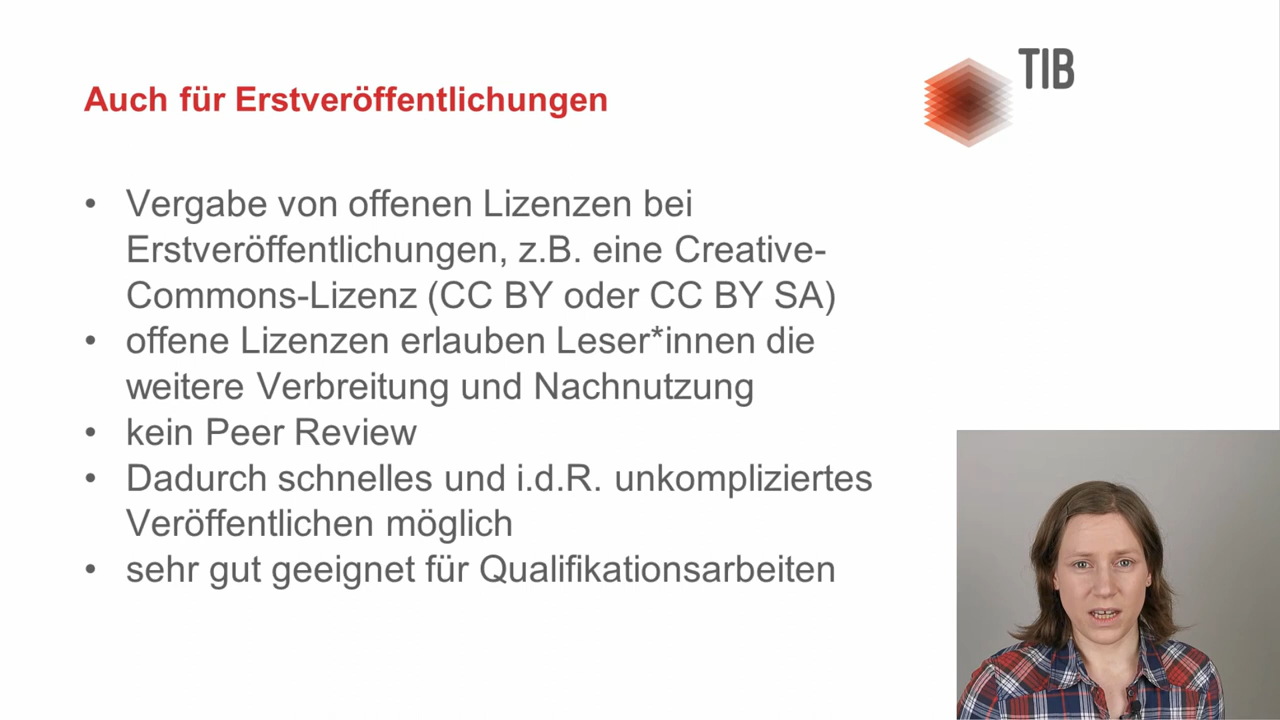 TIB
Auch für Erstveröffentlichungen
• Vergabe von offenen Lizenzen bei
Erstveröffentlichungen, z.B. eine Creative-
Commons-Lizenz (CC BY oder CC BY SA)
• offene Lizenzen erlauben Leser*innen die
weitere Verbreitung und Nachnutzung
• kein Peer Review
• Dadurch schnelles und i.d.R. unkompliziertes
Veröffentlichen möglich
• sehr gut geeignet für Qualifikationsarbeiten